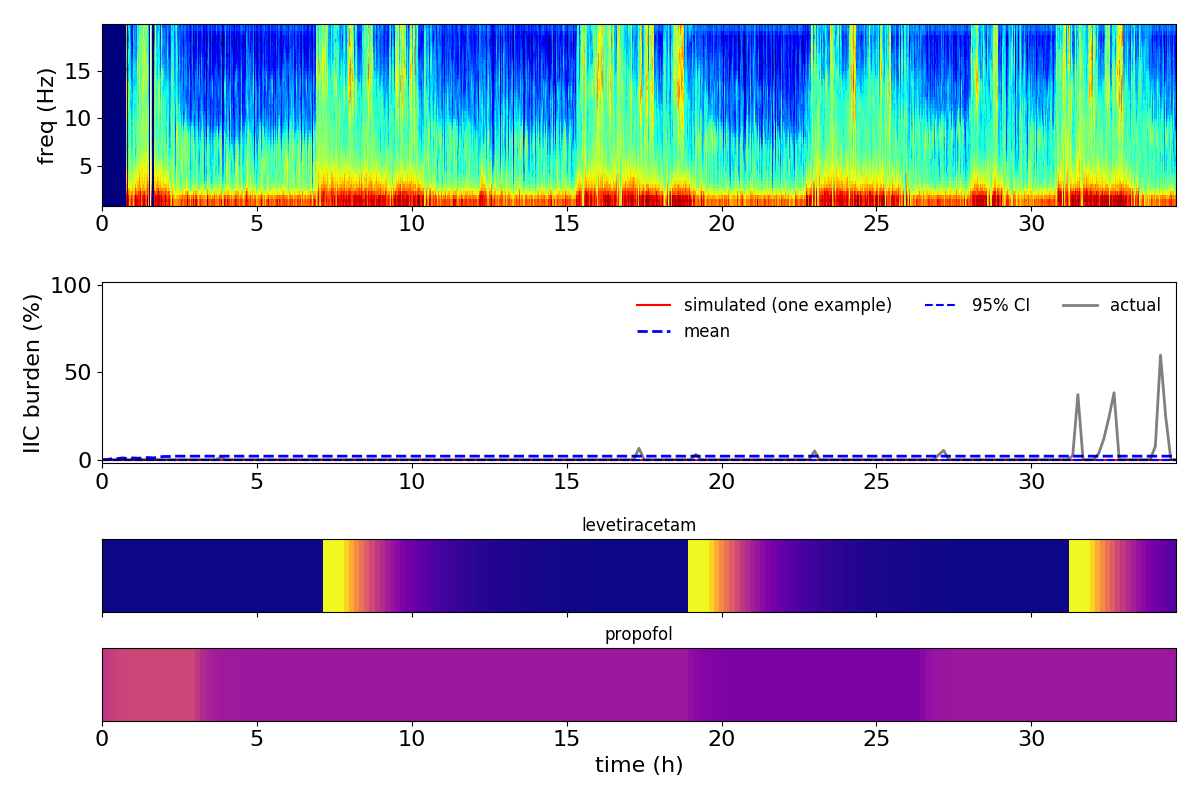 freq (Hz)
15
10
5
0 5 10 15 20 25 30
IIC burden (%)
100
50
0
simulated (one example) 95% CI actual
mean
0 5 10 15 20 25 30
levetiracetam
propofol
0 5 10 15 20 25 30
time (h)